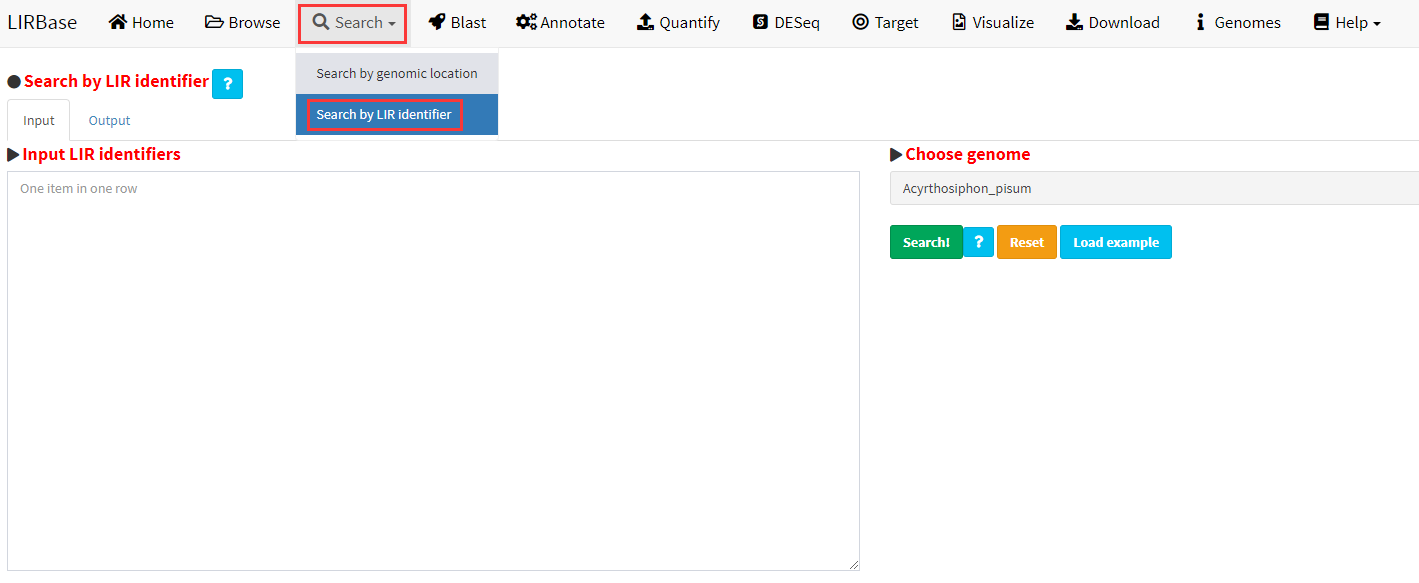 LIRBase Home Browse Search Blast Annotate Quantify DESeq Target Visualize Download Genomes Help
Search by genomic location
Search by LIR identifier ?
Search by LIR identifier
Input Output
Input LIR identifiers Choose genome
One item in one row Acyrthosiphon_pisum
Search! ? Reset Load example